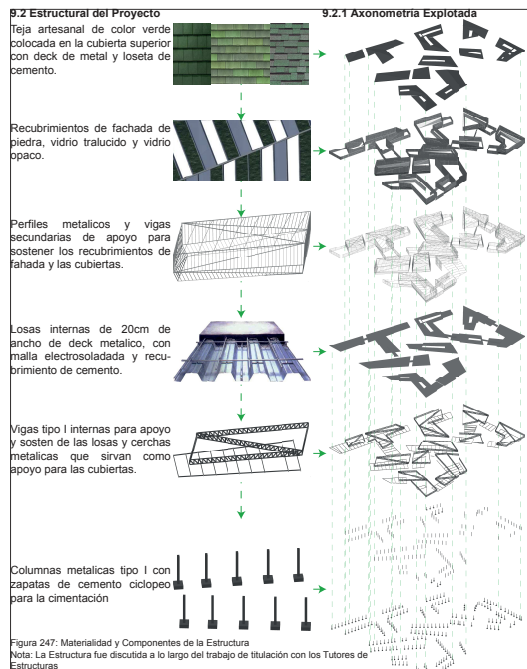 9.2 Estructural del Proyecto
9.2.1 Axonometría Explotada
Teja artesanal de color verde
colocada en la cubierta superior
con deck de metal y loseta de
cemento.
Recubrimientos de fachada de
piedra, vidrio tralucido y vidrio
opaco.
Perfiles metalicos y vigas
secundarias de apoyo para
sostener los recubrimientos de
fahada y las cubiertas.
Losas internas de 20cm de
ancho de deck metalico, con
malla electrosoladada y recu-
brimiento de cemento.
Vigas tipo I internas para apoyo
y sosten de las losas y cerchas
metalicas que sirvan como
apoyo para las cubiertas.
Columnas metalicas tipo I con
zapatas de cemento ciclopeo
para la cimentación
Figura 247: Materialidad y Componentes de la Estructura
Nota: La Estructura fue discutida a lo largo del trabajo de titulación con los Tutores de
Estructuras